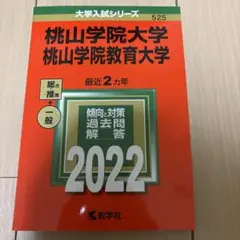 大学入試シリーズ
525
桃山学院大学
桃山学院教育大学
最近2カ年
総合
推薦
+
一般
傾向と対策
過去問
解答
2022
教学社